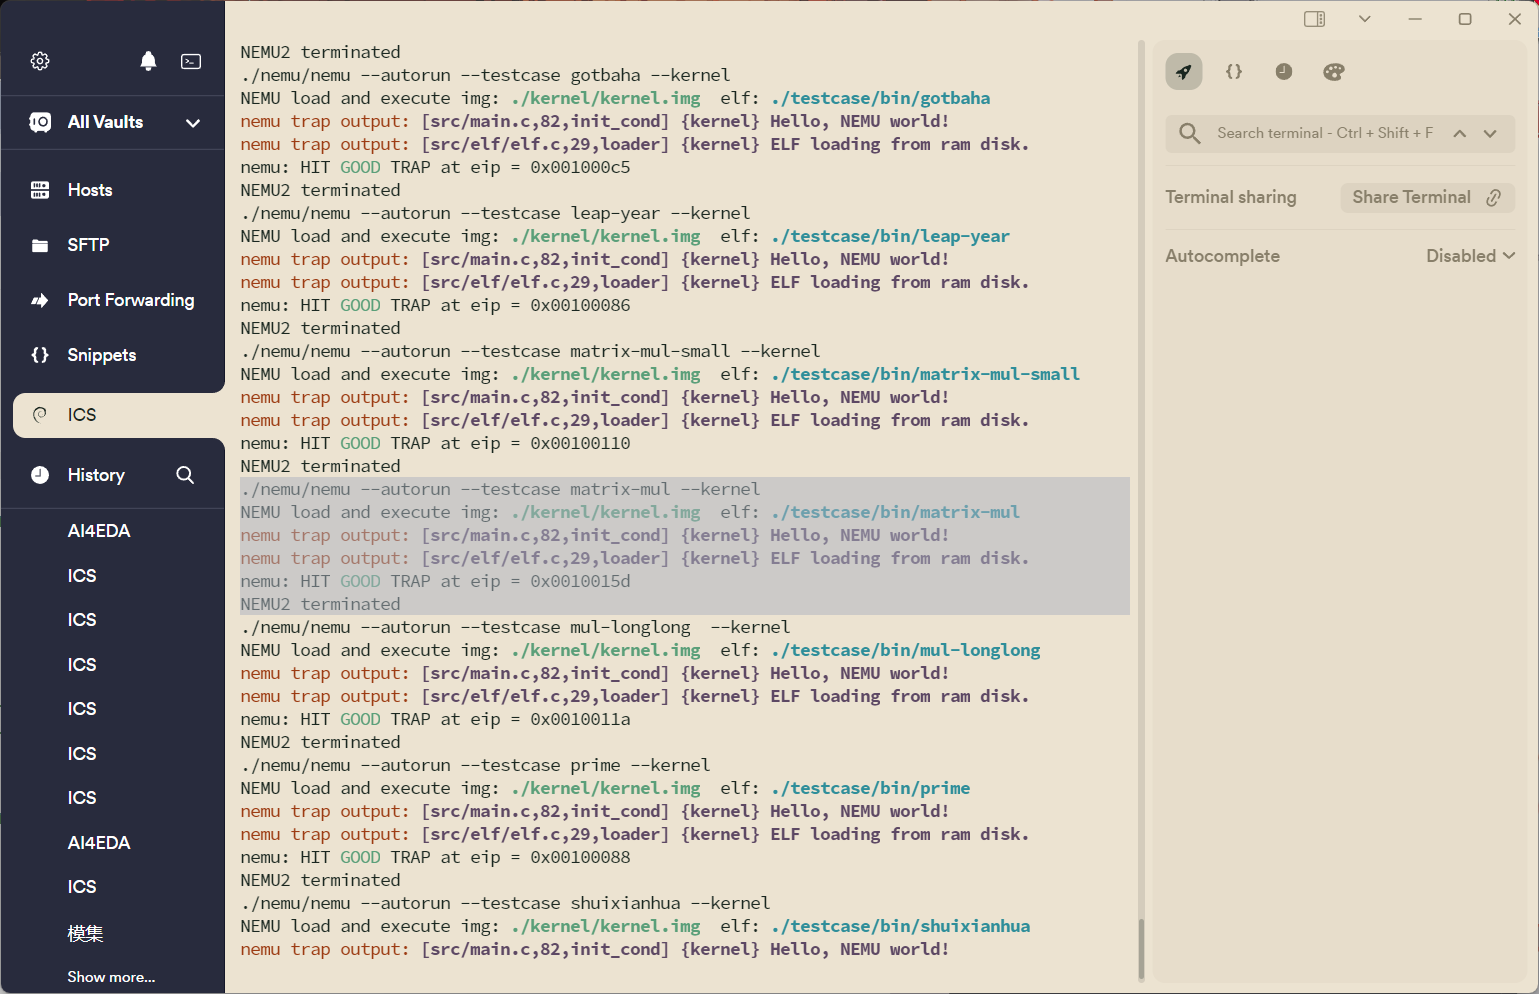 All Vaults
Hosts
SFTP
Port Forwarding
Snippets
ICS
History
AI4EDA
ICS
ICS
ICS
ICS
ICS
ICS
AI4EDA
ICS
模集
Show more...
NEMU2 terminated
./nemu/nemu --autorun --testcase gotbaha --kernel
NEMU load and execute img: ./kernel/kernel.img  elf: ./testcase/bin/gotbaha
nemu trap output: [src/main.c,82,init_cond] {kernel} Hello, NEMU world!
nemu trap output: [src/elf/elf.c,29,loader] {kernel} ELF loading from ram disk.
nemu: HIT GOOD TRAP at eip = 0x001000c5
NEMU2 terminated
./nemu/nemu --autorun --testcase leap-year --kernel
NEMU load and execute img: ./kernel/kernel.img  elf: ./testcase/bin/leap-year
nemu trap output: [src/main.c,82,init_cond] {kernel} Hello, NEMU world!
nemu trap output: [src/elf/elf.c,29,loader] {kernel} ELF loading from ram disk.
nemu: HIT GOOD TRAP at eip = 0x00100086
NEMU2 terminated
./nemu/nemu --autorun --testcase matrix-mul-small --kernel
NEMU load and execute img: ./kernel/kernel.img  elf: ./testcase/bin/matrix-mul-small
nemu trap output: [src/main.c,82,init_cond] {kernel} Hello, NEMU world!
nemu trap output: [src/elf/elf.c,29,loader] {kernel} ELF loading from ram disk.
nemu: HIT GOOD TRAP at eip = 0x00100110
NEMU2 terminated
./nemu/nemu --autorun --testcase matrix-mul --kernel
NEMU load and execute img: ./kernel/kernel.img  elf: ./testcase/bin/matrix-mul
nemu trap output: [src/main.c,82,init_cond] {kernel} Hello, NEMU world!
nemu trap output: [src/elf/elf.c,29,loader] {kernel} ELF loading from ram disk.
nemu: HIT GOOD TRAP at eip = 0x0010015d
NEMU2 terminated
./nemu/nemu --autorun --testcase mul-longlong  --kernel
NEMU load and execute img: ./kernel/kernel.img  elf: ./testcase/bin/mul-longlong
nemu trap output: [src/main.c,82,init_cond] {kernel} Hello, NEMU world!
nemu trap output: [src/elf/elf.c,29,loader] {kernel} ELF loading from ram disk.
nemu: HIT GOOD TRAP at eip = 0x0010011a
NEMU2 terminated
./nemu/nemu --autorun --testcase prime --kernel
NEMU load and execute img: ./kernel/kernel.img  elf: ./testcase/bin/prime
nemu trap output: [src/main.c,82,init_cond] {kernel} Hello, NEMU world!
nemu trap output: [src/elf/elf.c,29,loader] {kernel} ELF loading from ram disk.
nemu: HIT GOOD TRAP at eip = 0x00100088
NEMU2 terminated
./nemu/nemu --autorun --testcase shuixianhua --kernel
NEMU load and execute img: ./kernel/kernel.img  elf: ./testcase/bin/shuixianhua
nemu trap output: [src/main.c,82,init_cond] {kernel} Hello, NEMU world!
Search terminal - Ctrl + Shift + F
Terminal sharing
Share Terminal
Autocomplete
Disabled